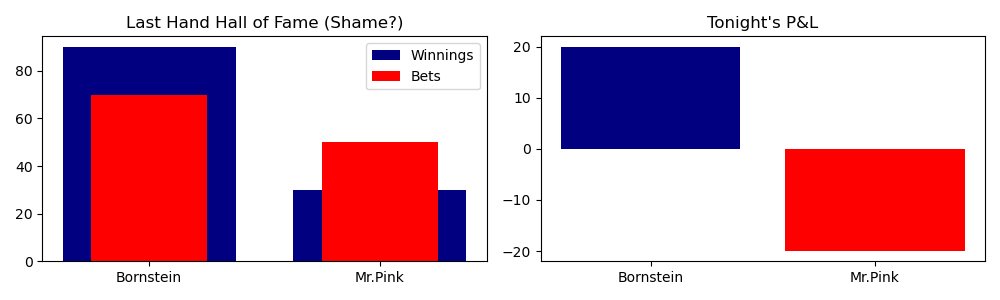 Last Hand Hall of Fame (Shame?)
Winnings
Bets
80
60
40
20
0
Bornstein
Mr.Pink
Tonight's P&L
20
10
0
−10
−20
Bornstein
Mr.Pink